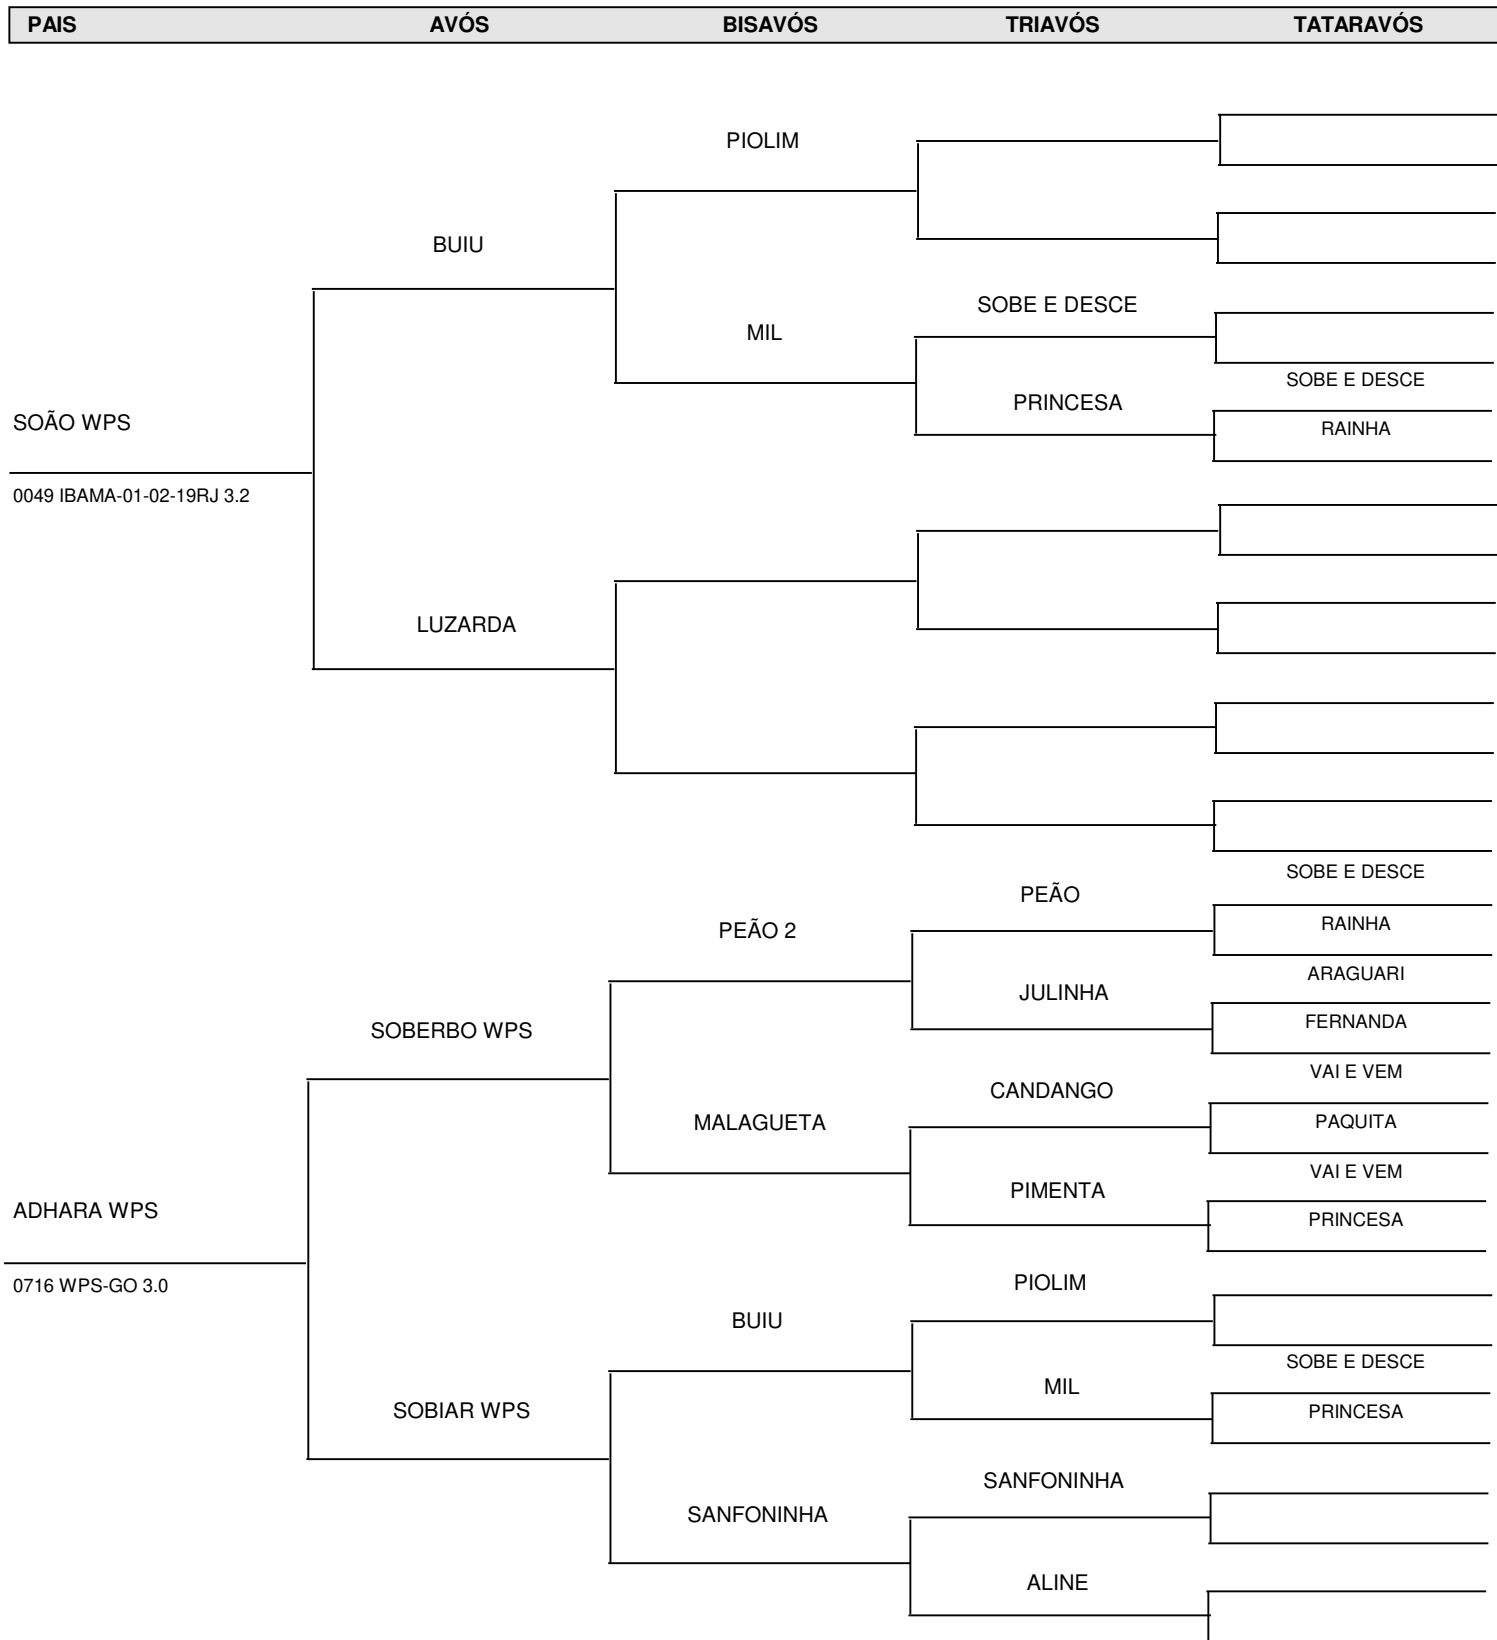 PAIS AVÓS BISAVÓS TRIAVÓS TATARAVÓS
PIOLIM
BUIU
SOBE E DESCE
MIL
SOBE E DESCE
PRINCESA
SOÃO WPS
RAINHA
0049 IBAMA-01-02-19RJ 3.2
LUZARDA
SOBE E DESCE
PEÃO
RAINHA
PEÃO 2
ARAGUARI
JULINHA
FERNANDA
SOBERBO WPS
VAI E VEM
CANDANGO
PAQUITA
MALAGUETA
VAI E VEM
PIMENTA
ADHARA WPS
PRINCESA
PIOLIM
0716 WPS-GO 3.0
BUIU
SOBE E DESCE
MIL
SOBIAR WPS
PRINCESA
SANFONINHA
SANFONINHA
ALINE